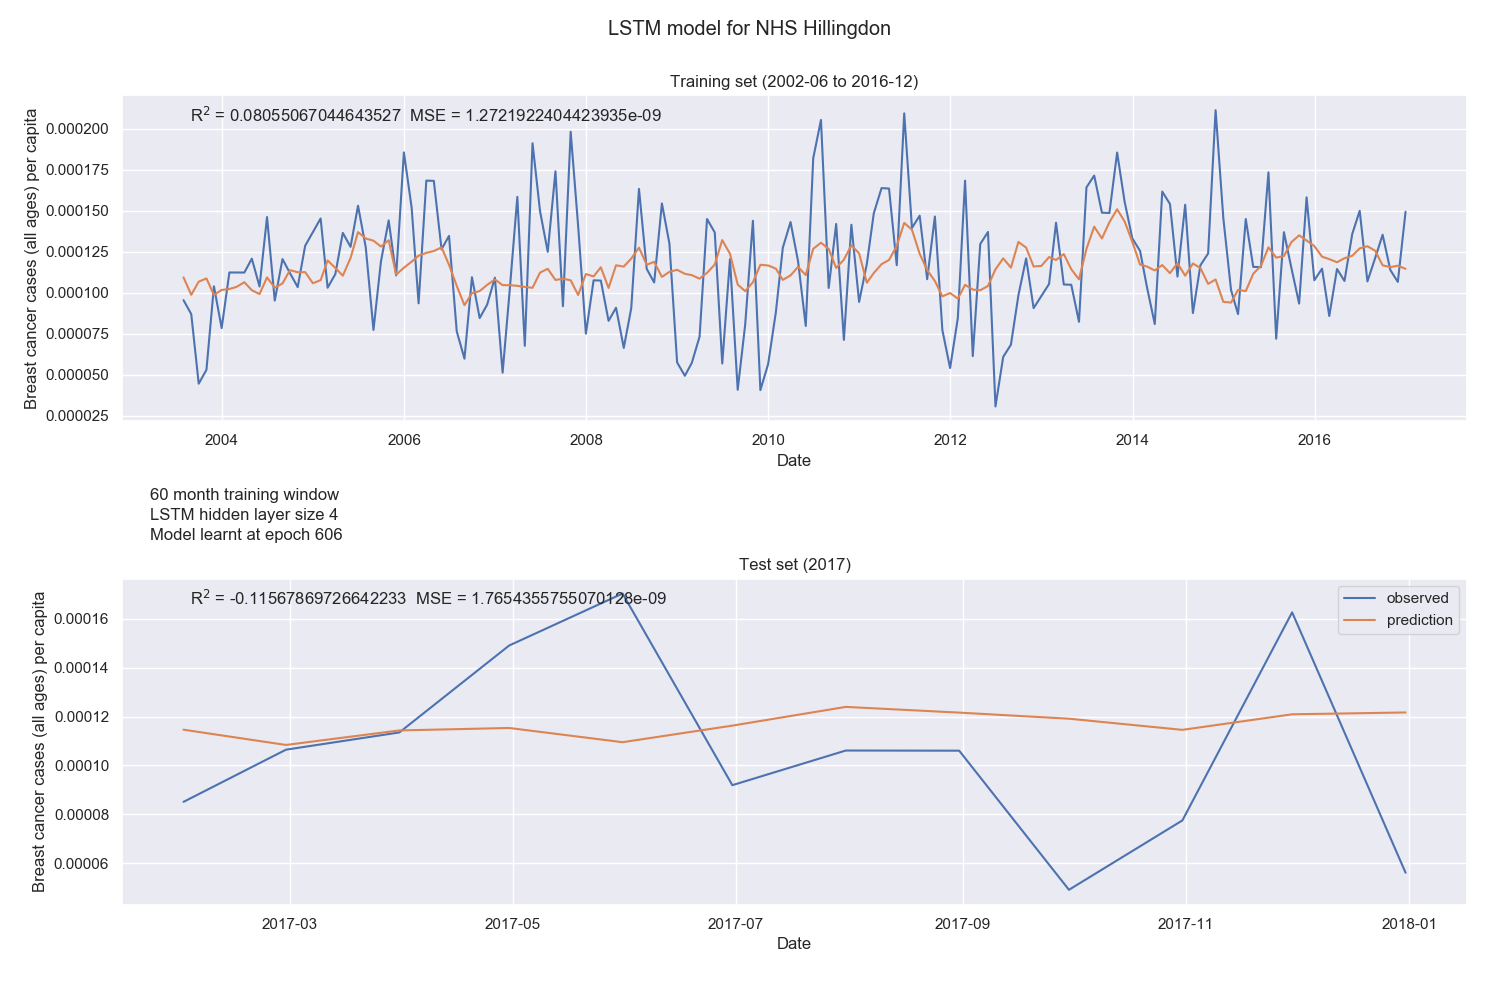 LSTM model for NHS Hillingdon
Training set (2002-06 to 2016-12)
R² = 0.08055067044643527 MSE = 1.2721922404423935e-09
Breast cancer cases (all ages) per capita
0.000200
0.000175
0.000150
0.000125
0.000100
0.000075
0.000050
0.000025
2004 2006 2008 2010 2012 2014 2016
Date
60 month training window
LSTM hidden layer size 4
Model learnt at epoch 606
Test set (2017)
R² = -0.11567869726642233 MSE = 1.7654355755070128e-09
observed
prediction
Breast cancer cases (all ages) per capita
0.00016
0.00014
0.00012
0.00010
0.00008
0.00006
2017-03 2017-05 2017-07 2017-09 2017-11 2018-01
Date